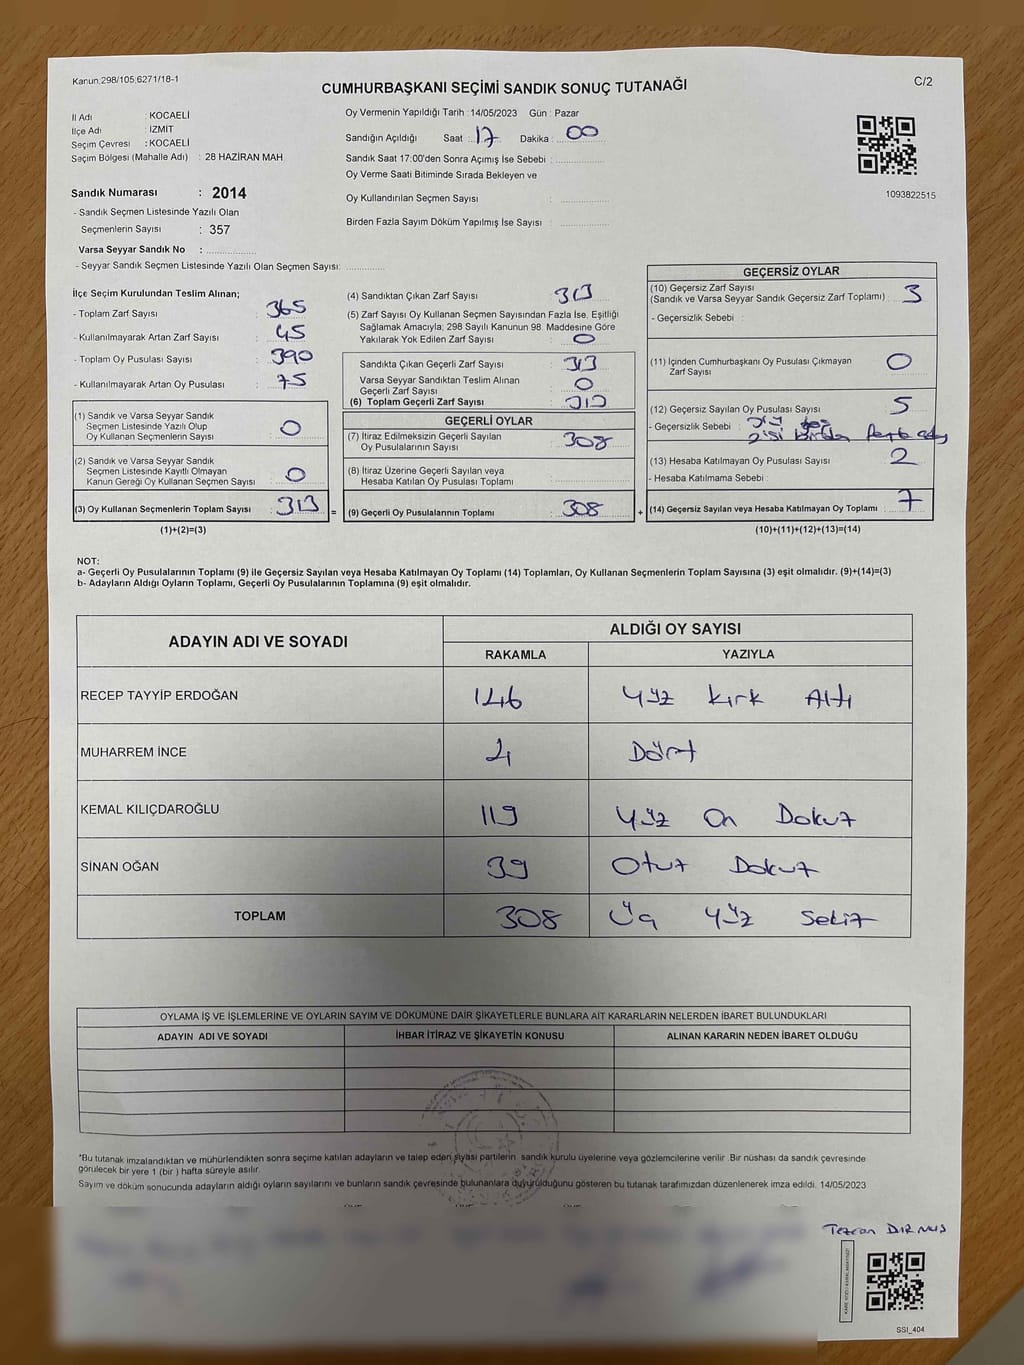 Kanun,298/105;6271/18-1
C/2
CUMHURBAŞKANI SEÇİMİ SANDIK SONUÇ TUTANAĞI
İl Adı : KOCAELİ
İlçe Adı : İZMİT
Seçim Çevresi : KOCAELİ
Seçim Bölgesi (Mahalle Adı) : 28 HAZİRAN MAH
Sandık Numarası : 2014
- Sandık Seçmen Listesinde Yazılı Olan
Seçmenlerin Sayısı : 357
Varsa Seyyar Sandık No :
- Seyyar Sandık Seçmen Listesinde Yazılı Olan Seçmen Sayısı:
Oy Vermenin Yapıldığı Tarih :14/05/2023 Gün : Pazar
Sandığın Açıldığı Saat : 17 Dakika : 00
Sandık Saat 17:00'den Sonra Açımış İse Sebebi :
Oy Verme Saati Bitiminde Sırada Bekleyen ve
Oy Kullandırılan Seçmen Sayısı :
Birden Fazla Sayım Döküm Yapılmış İse Sayısı :
1093822515
İlçe Seçim Kurulundan Teslim Alınan;
- Toplam Zarf Sayısı : 365
- Kullanılmayarak Artan Zarf Sayısı : 45
- Toplam Oy Pusulası Sayısı : 390
- Kullanılmayarak Artan Oy Pusulası : 75
(1) Sandık ve Varsa Seyyar Sandık
Seçmen Listesinde Yazılı Olup
Oy Kullanan Seçmenlerin Sayısı : 0
(2) Sandık ve Varsa Seyyar Sandık
Seçmen Listesinde Kayıtlı Olmayan
Kanun Gereği Oy Kullanan Seçmen Sayısı : 0
(3) Oy Kullanan Seçmenlerin Toplam Sayısı : 313
(1)+(2)=(3)
(4) Sandıktan Çıkan Zarf Sayısı : 313
(5) Zarf Sayısı Oy Kullanan Seçmen Sayısından Fazla İse, Eşitliği
Sağlamak Amacıyla; 298 Sayılı Kanunun 98. Maddesine Göre
Yakılarak Yok Edilen Zarf Sayısı : 0
Sandıkta Çıkan Geçerli Zarf Sayısı : 313
Varsa Seyyar Sandıktan Teslim Alınan
Geçerli Zarf Sayısı : 0
(6) Toplam Geçerli Zarf Sayısı : 313
GEÇERLİ OYLAR
(7) İtiraz Edilmeksizin Geçerli Sayılan
Oy Pusulalarının Sayısı : 308
(8) İtiraz Üzerine Geçerli Sayılan veya
Hesaba Katılan Oy Pusulası Toplamı :
= (9) Geçerli Oy Pusulalarının Toplamı : 308 +
GEÇERSİZ OYLAR
(10) Geçersiz Zarf Sayısı
(Sandık ve Varsa Seyyar Sandık Geçersiz Zarf Toplamı) : 3
- Geçersizlik Sebebi :
(11) İçinden Cumhurbaşkanı Oy Pusulası Çıkmayan
Zarf Sayısı : 0
(12) Geçersiz Sayılan Oy Pusulası Sayısı : 5
- Geçersizlik Sebebi :
2'si birden fazla aday
(13) Hesaba Katılmayan Oy Pusulası Sayısı : 2
- Hesaba Katılmama Sebebi :
(14) Geçersiz Sayılan veya Hesaba Katılmayan Oy Toplamı : 7
(10)+(11)+(12)+(13)=(14)
NOT:
a- Geçerli Oy Pusulalarının Toplamı (9) ile Geçersiz Sayılan veya Hesaba Katılmayan Oy Toplamı (14) Toplamları, Oy Kullanan Seçmenlerin Toplam Sayısına (3) eşit olmalıdır. (9)+(14)=(3)
b- Adayların Aldığı Oyların Toplamı, Geçerli Oy Pusulalarının Toplamına (9) eşit olmalıdır.
ADAYIN ADI VE SOYADI
ALDIĞI OY SAYISI
RAKAMLA YAZIYLA
RECEP TAYYİP ERDOĞAN 146 Yüz kırk Altı
MUHARREM İNCE 4 Dört
KEMAL KILIÇDAROĞLU 119 Yüz On Dokuz
SİNAN OĞAN 39 Otuz Dokuz
TOPLAM 308 Üç Yüz Sekiz
OYLAMA İŞ VE İŞLEMLERİNE VE OYLARIN SAYIM VE DÖKÜMÜNE DAİR ŞİKAYETLERLE BUNLARA AİT KARARLARIN NELERDEN İBARET BULUNDUKLARI
ADAYIN ADI VE SOYADI İHBAR İTİRAZ VE ŞİKAYETİN KONUSU ALINAN KARARIN NEDEN İBARET OLDUĞU
*Bu tutanak imzalandıktan ve mühürlendikten sonra seçime katılan adayların ve talep eden siyasi partilerin sandık kurulu üyelerine veya gözlemcilerine verilir .Bir nüshası da sandık çevresinde
görülecek bir yere 1 (bir ) hafta süreyle asılır.
Sayım ve döküm sonucunda adayların aldığı oyların sayılarını ve bunların sandık çevresinde bulunanlara duyurulduğunu gösteren bu tutanak tarafımızdan düzenlenerek imza edildi. 14/05/2023
SSI_404